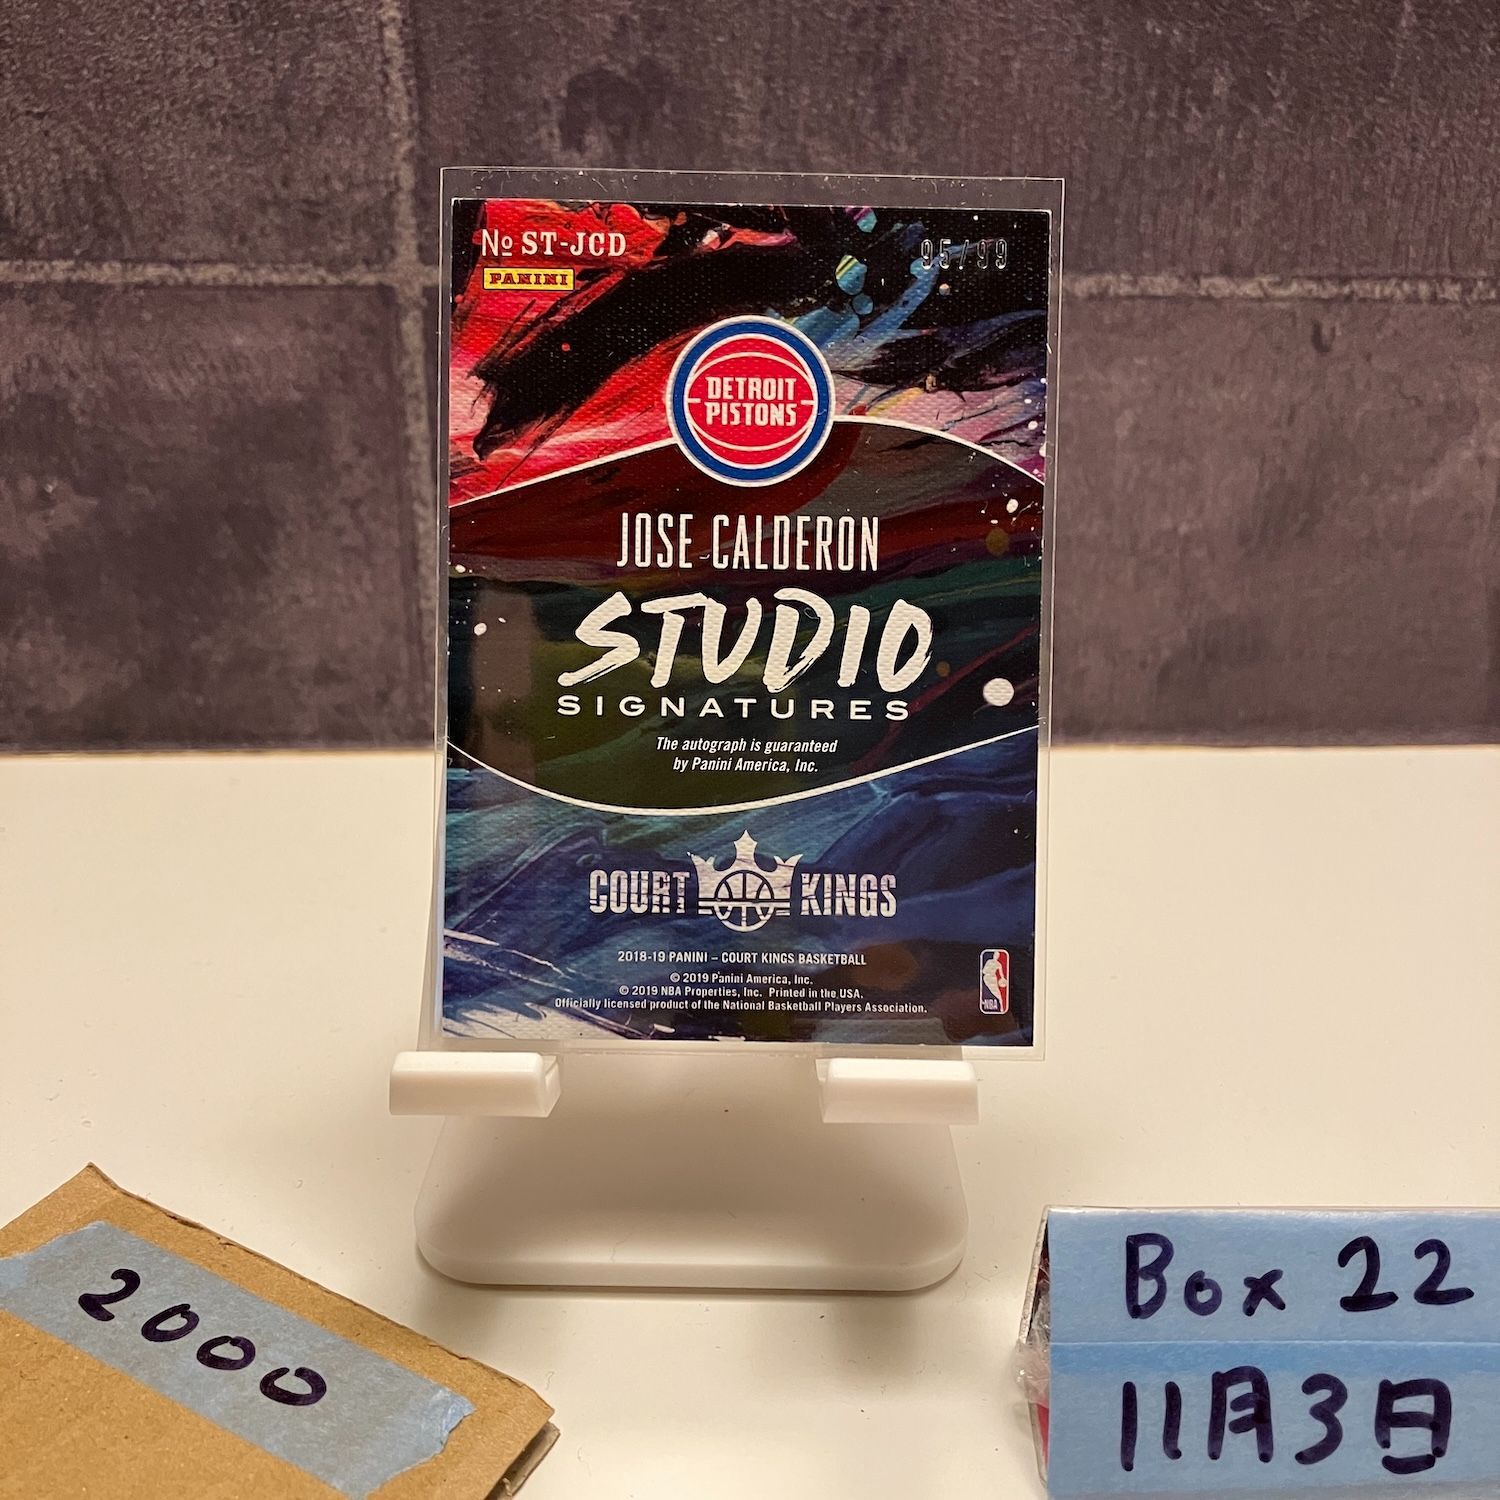 № ST-JCD
95/99
PANINI
DETROIT
PISTONS
JOSE CALDERON
STUDIO
SIGNATURES
The autograph is guaranteed
by Panini America, Inc.
COURT KINGS
2018-19 PANINI – COURT KINGS BASKETBALL
© 2019 Panini America, Inc.
© 2019 NBA Properties, Inc. Printed in the USA.
Officially licensed product of the National Basketball Players Association.
NBA
2000
Box 22
11月3日